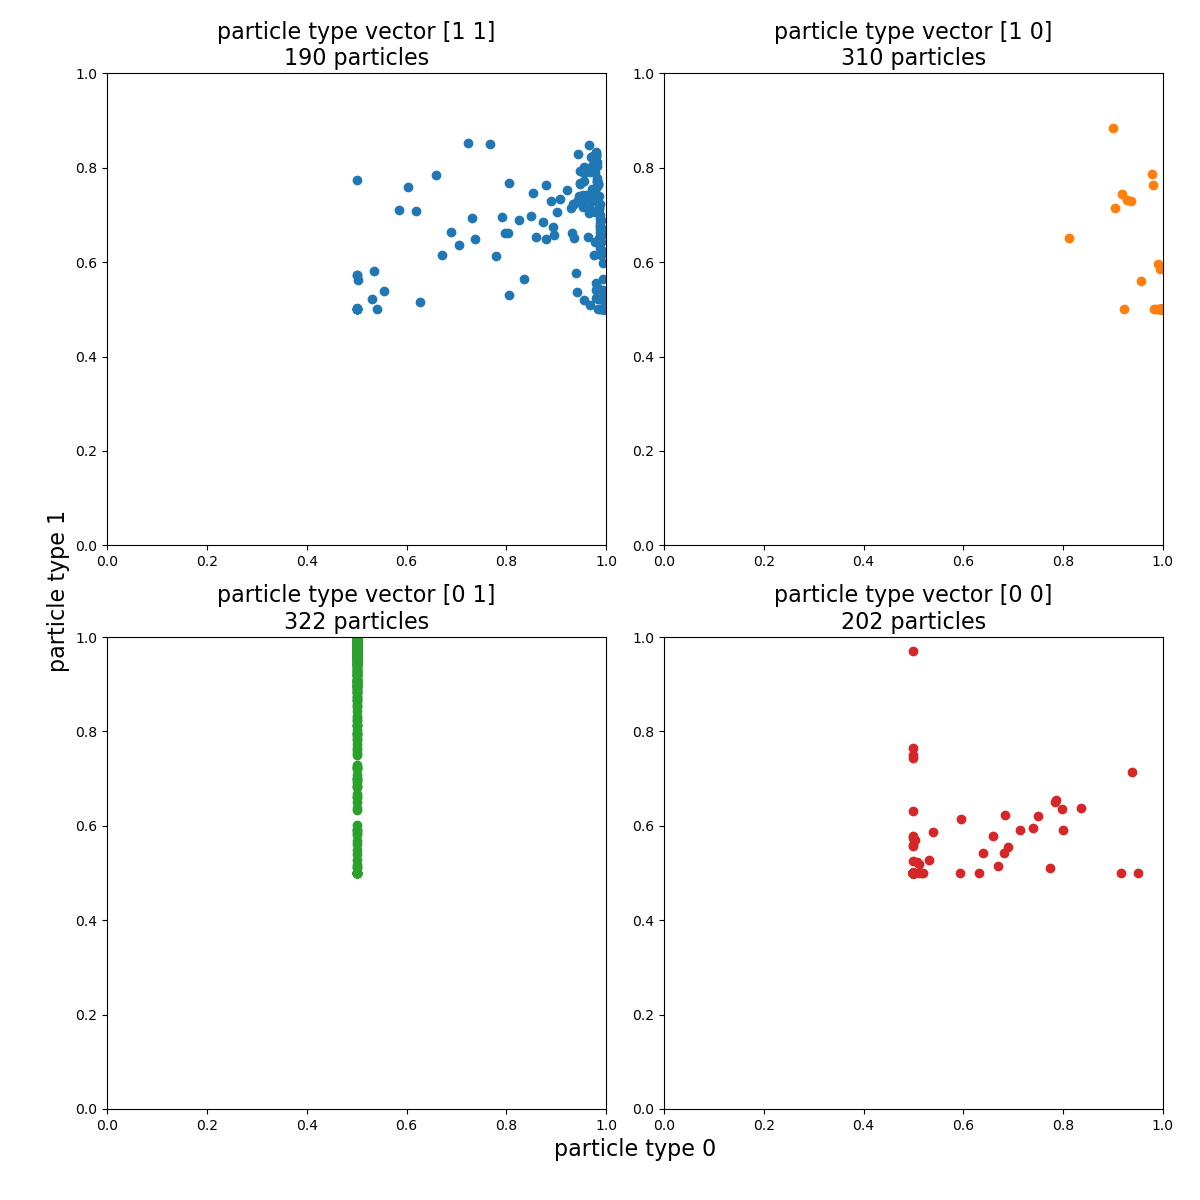 particle type vector [1 1]
190 particles
1.0
0.8
0.6
0.4
0.2
0.0
0.0 0.2 0.4 0.6 0.8 1.0
particle type vector [1 0]
310 particles
1.0
0.8
0.6
0.4
0.2
0.0
0.0 0.2 0.4 0.6 0.8 1.0
particle type 1
particle type vector [0 1]
322 particles
1.0
0.8
0.6
0.4
0.2
0.0
0.0 0.2 0.4 0.6 0.8 1.0
particle type vector [0 0]
202 particles
1.0
0.8
0.6
0.4
0.2
0.0
0.0 0.2 0.4 0.6 0.8 1.0
particle type 0